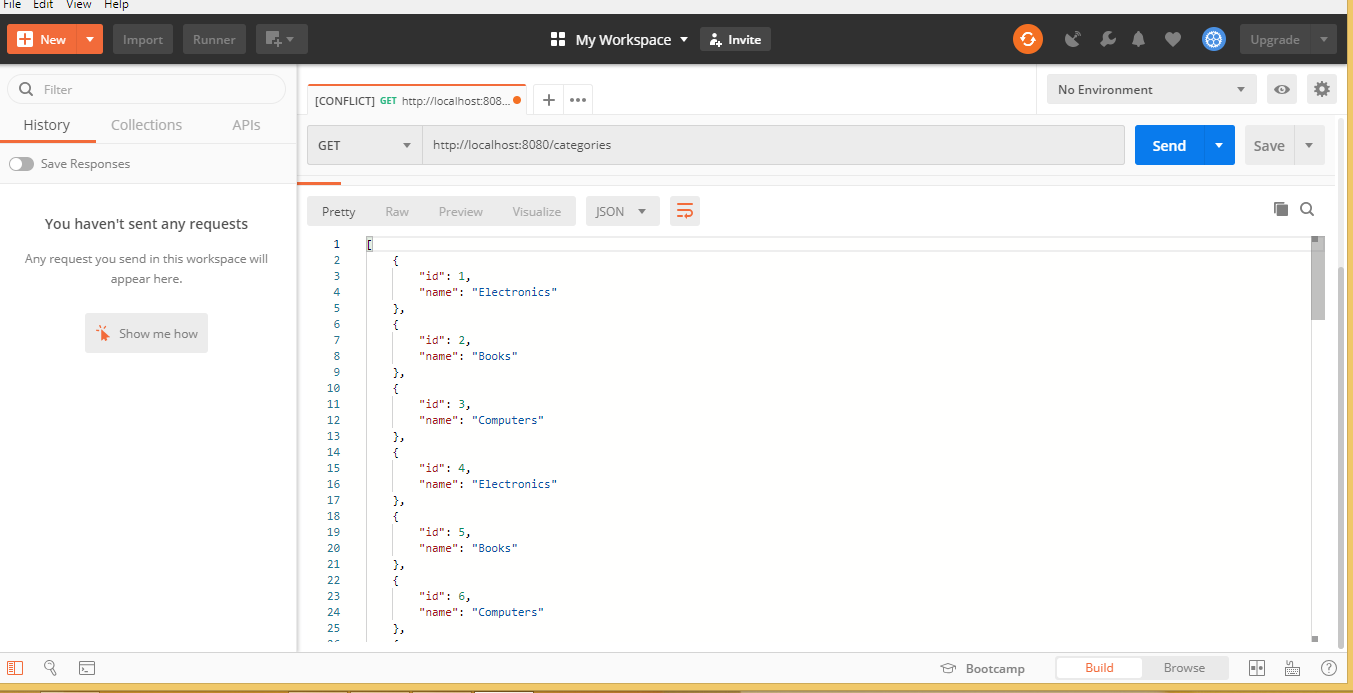 File Edit View Help
New Import Runner My Workspace Invite Upgrade
Filter
History Collections APIs
Save Responses
You haven't sent any requests
Any request you send in this workspace will
appear here.
Show me how
[CONFLICT] GET http://localhost:808...
No Environment
GET http://localhost:8080/categories Send Save
Pretty Raw Preview Visualize JSON
1 [
2 {
3 "id": 1,
4 "name": "Electronics"
5 },
6 {
7 "id": 2,
8 "name": "Books"
9 },
10 {
11 "id": 3,
12 "name": "Computers"
13 },
14 {
15 "id": 4,
16 "name": "Electronics"
17 },
18 {
19 "id": 5,
20 "name": "Books"
21 },
22 {
23 "id": 6,
24 "name": "Computers"
25 },
Bootcamp Build Browse